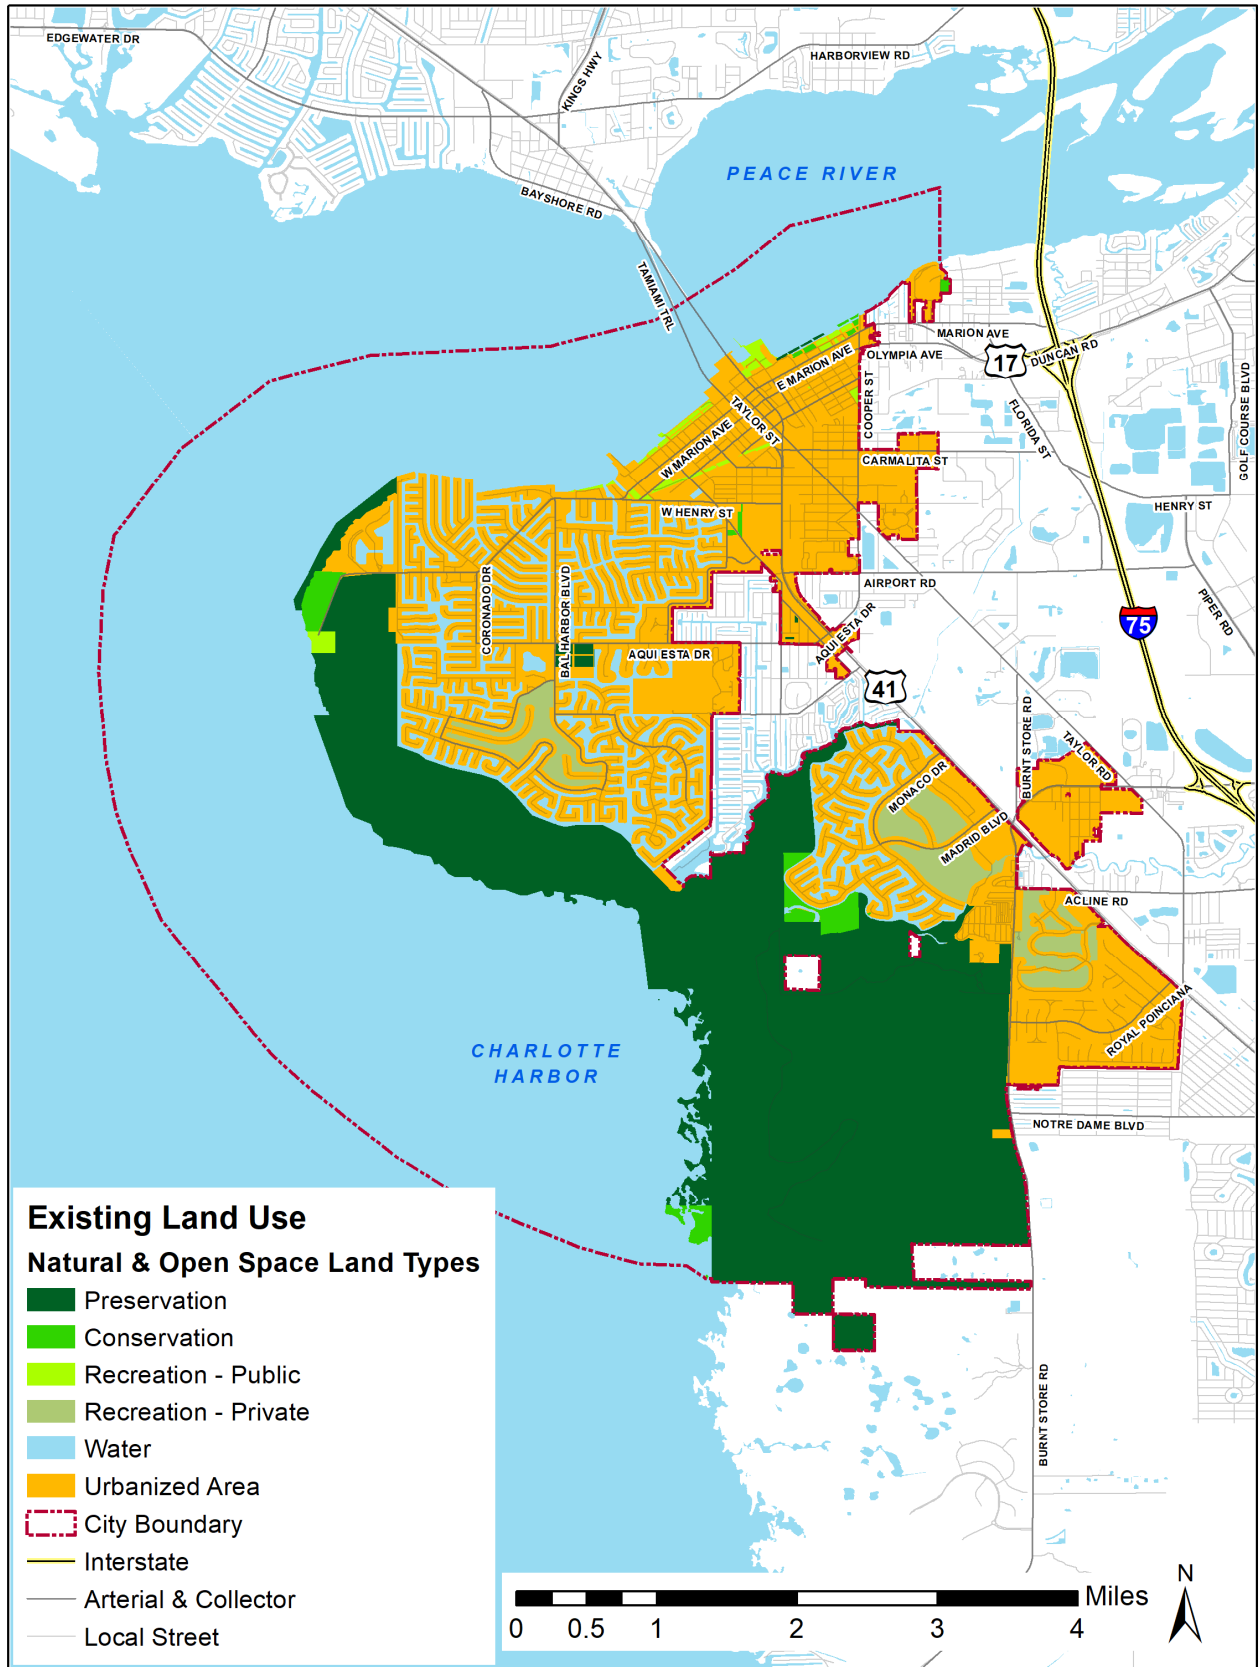 EDGEWATER DR
KINGS HWY
HARBORVIEW RD
PEACE RIVER
BAYSHORE RD
TAMIAMI TRL
MARION AVE
17
DUNCAN RD
OLYMPIA AVE
E MARION AVE
GOLF COURSE BLVD
COOPER ST
TAYLOR ST
FLORIDA ST
W MARION AVE
CARMALITA ST
HENRY ST
W HENRY ST
CORONADO DR
BAL HARBOR BLVD
AIRPORT RD
PIPER RD
75
AQUI ESTA DR
AQUI ESTA DR
41
BURNT STORE RD
TAYLOR RD
MONACO DR
MADRID BLVD
ACLINE RD
ROYAL POINCIANA
CHARLOTTE
HARBOR
NOTRE DAME BLVD
BURNT STORE RD
Existing Land Use
Natural & Open Space Land Types
Preservation
Conservation
Recreation - Public
Recreation - Private
Water
Urbanized Area
City Boundary
Interstate
Arterial & Collector
Local Street
Miles
0 0.5 1 2 3 4
N